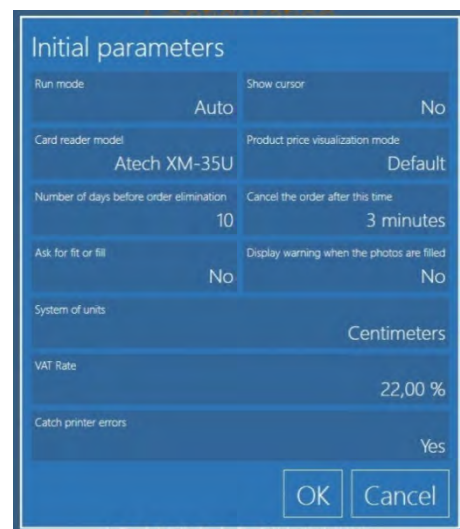 Initial parameters
Run mode
Auto
Show cursor
No
Card reader model
Atech XM-35U
Product price visualization mode
Default
Number of days before order elimination
10
Cancel the order after this time
3 minutes
Ask for fit or fill
No
Display warning when the photos are filled
No
System of units
Centimeters
VAT Rate
22,00 %
Catch printer errors
Yes
OK
Cancel